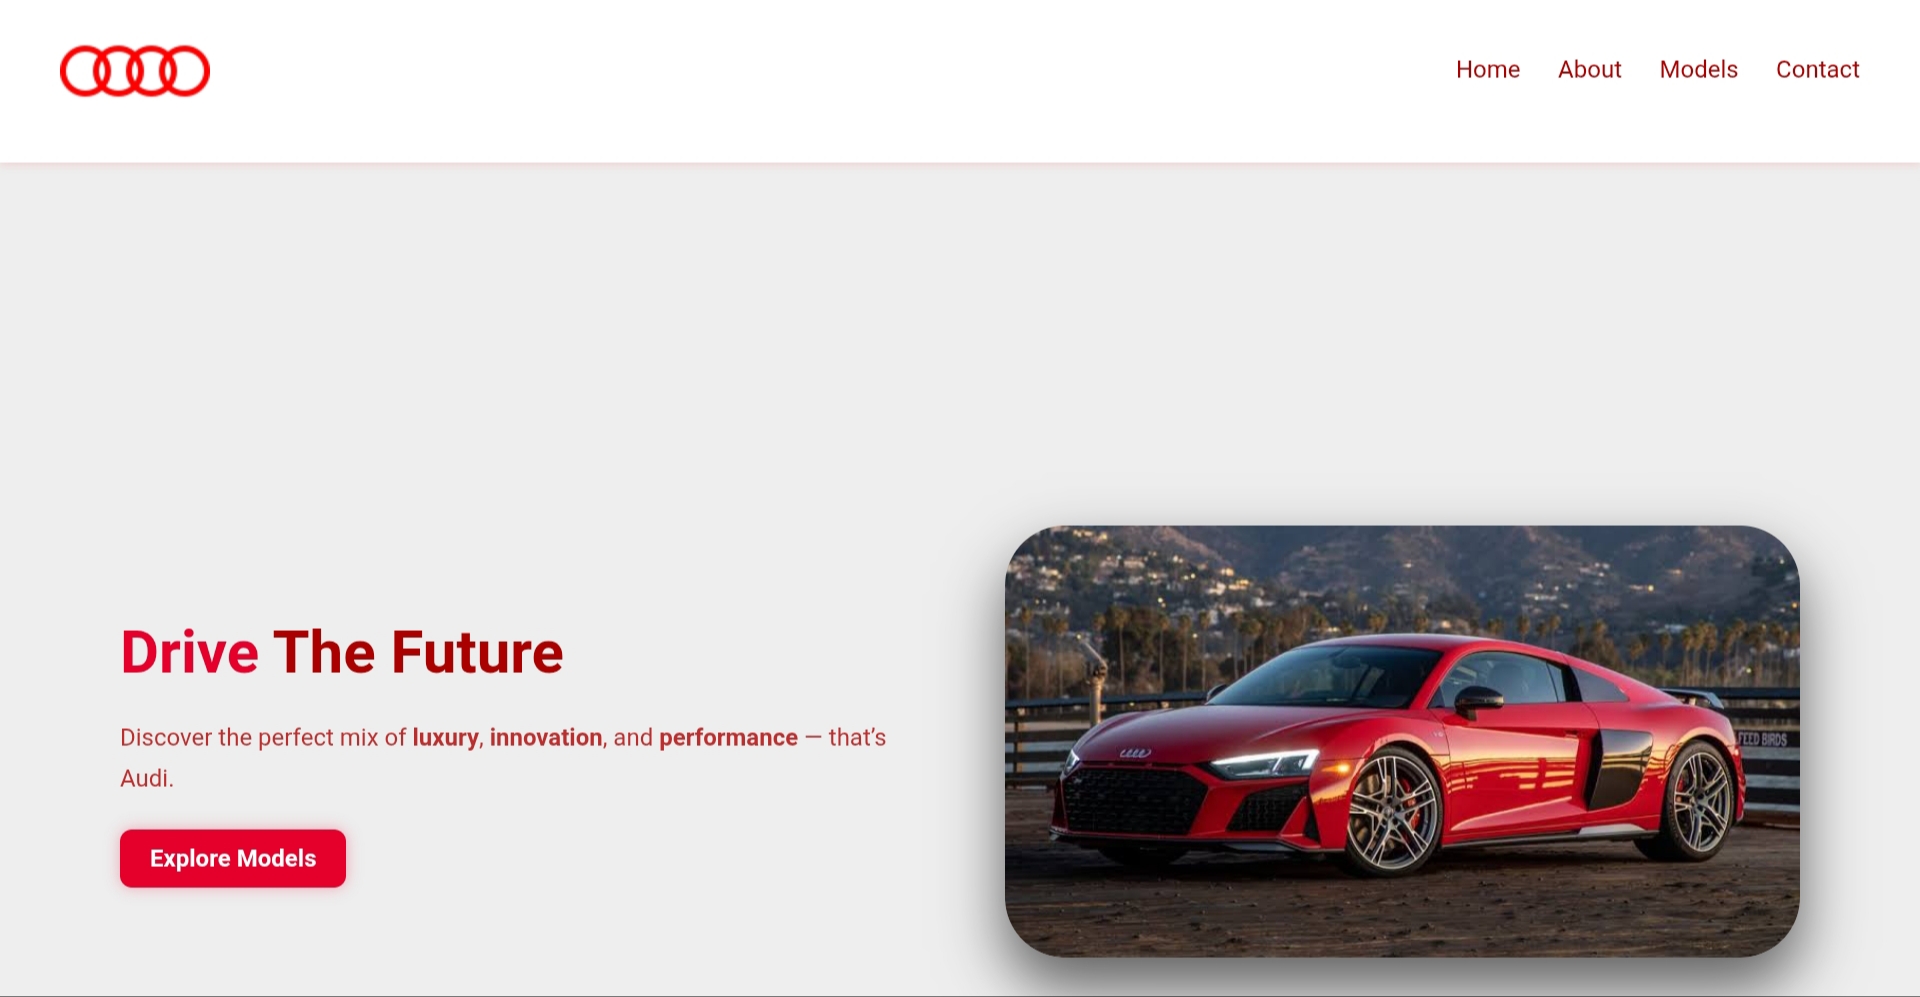 Home About Models Contact
Drive The Future
Discover the perfect mix of luxury, innovation, and performance — that’s
Audi.
Explore Models
FEED BIRDS